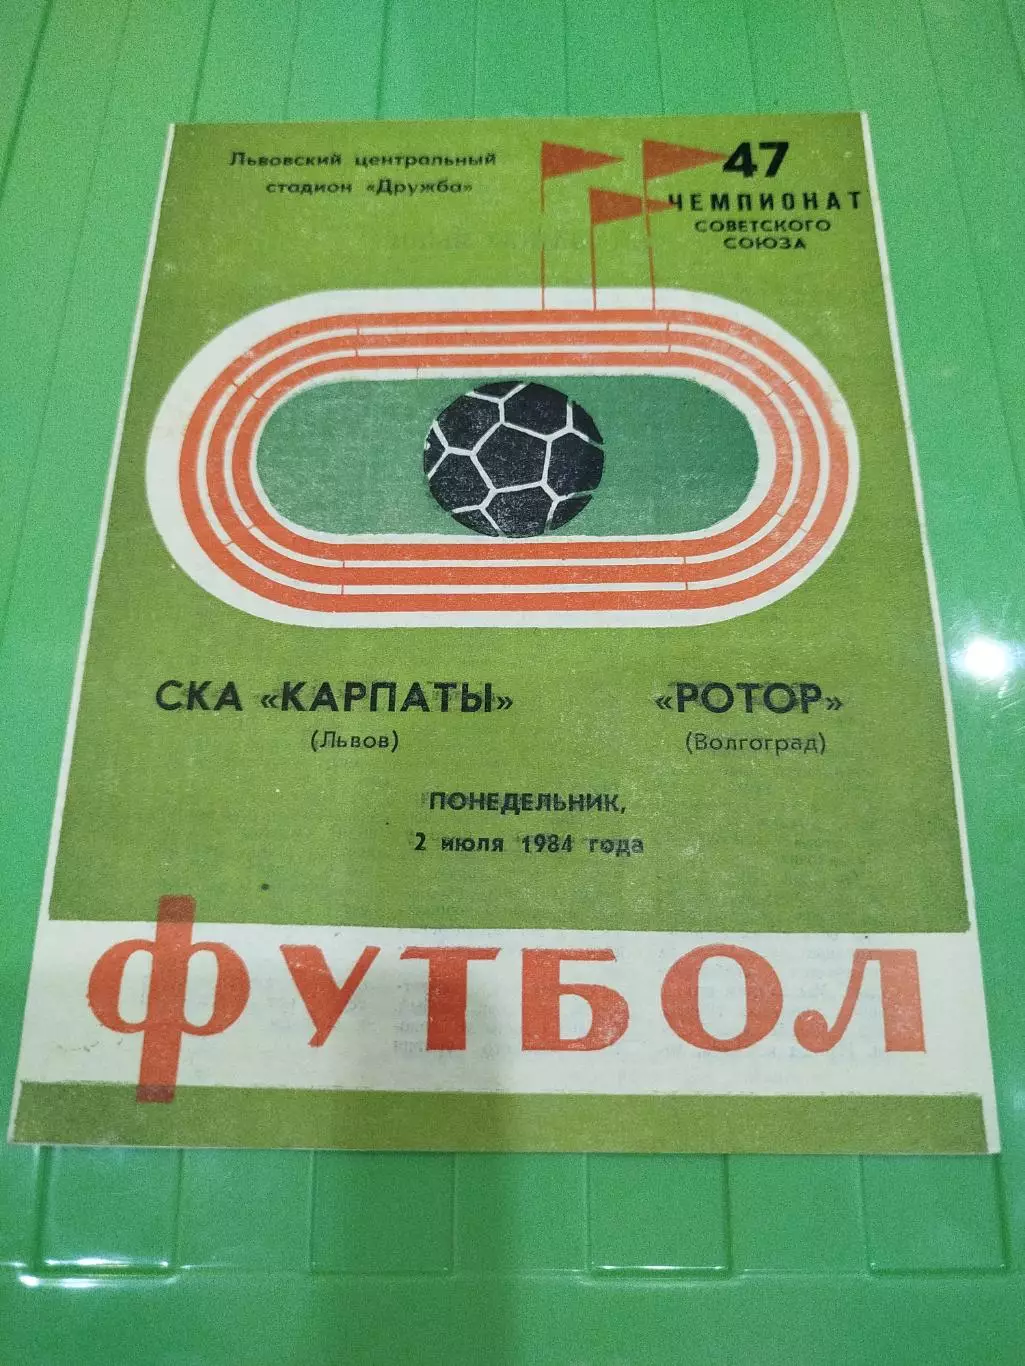 Львовский центральный
стадион «Дружба»
47
ЧЕМПИОНАТ
СОВЕТСКОГО
СОЮЗА
СКА «КАРПАТЫ»
(Львов)
«РОТОР»
(Волгоград)
ПОНЕДЕЛЬНИК,
2 июля 1984 года
ФУТБОЛ